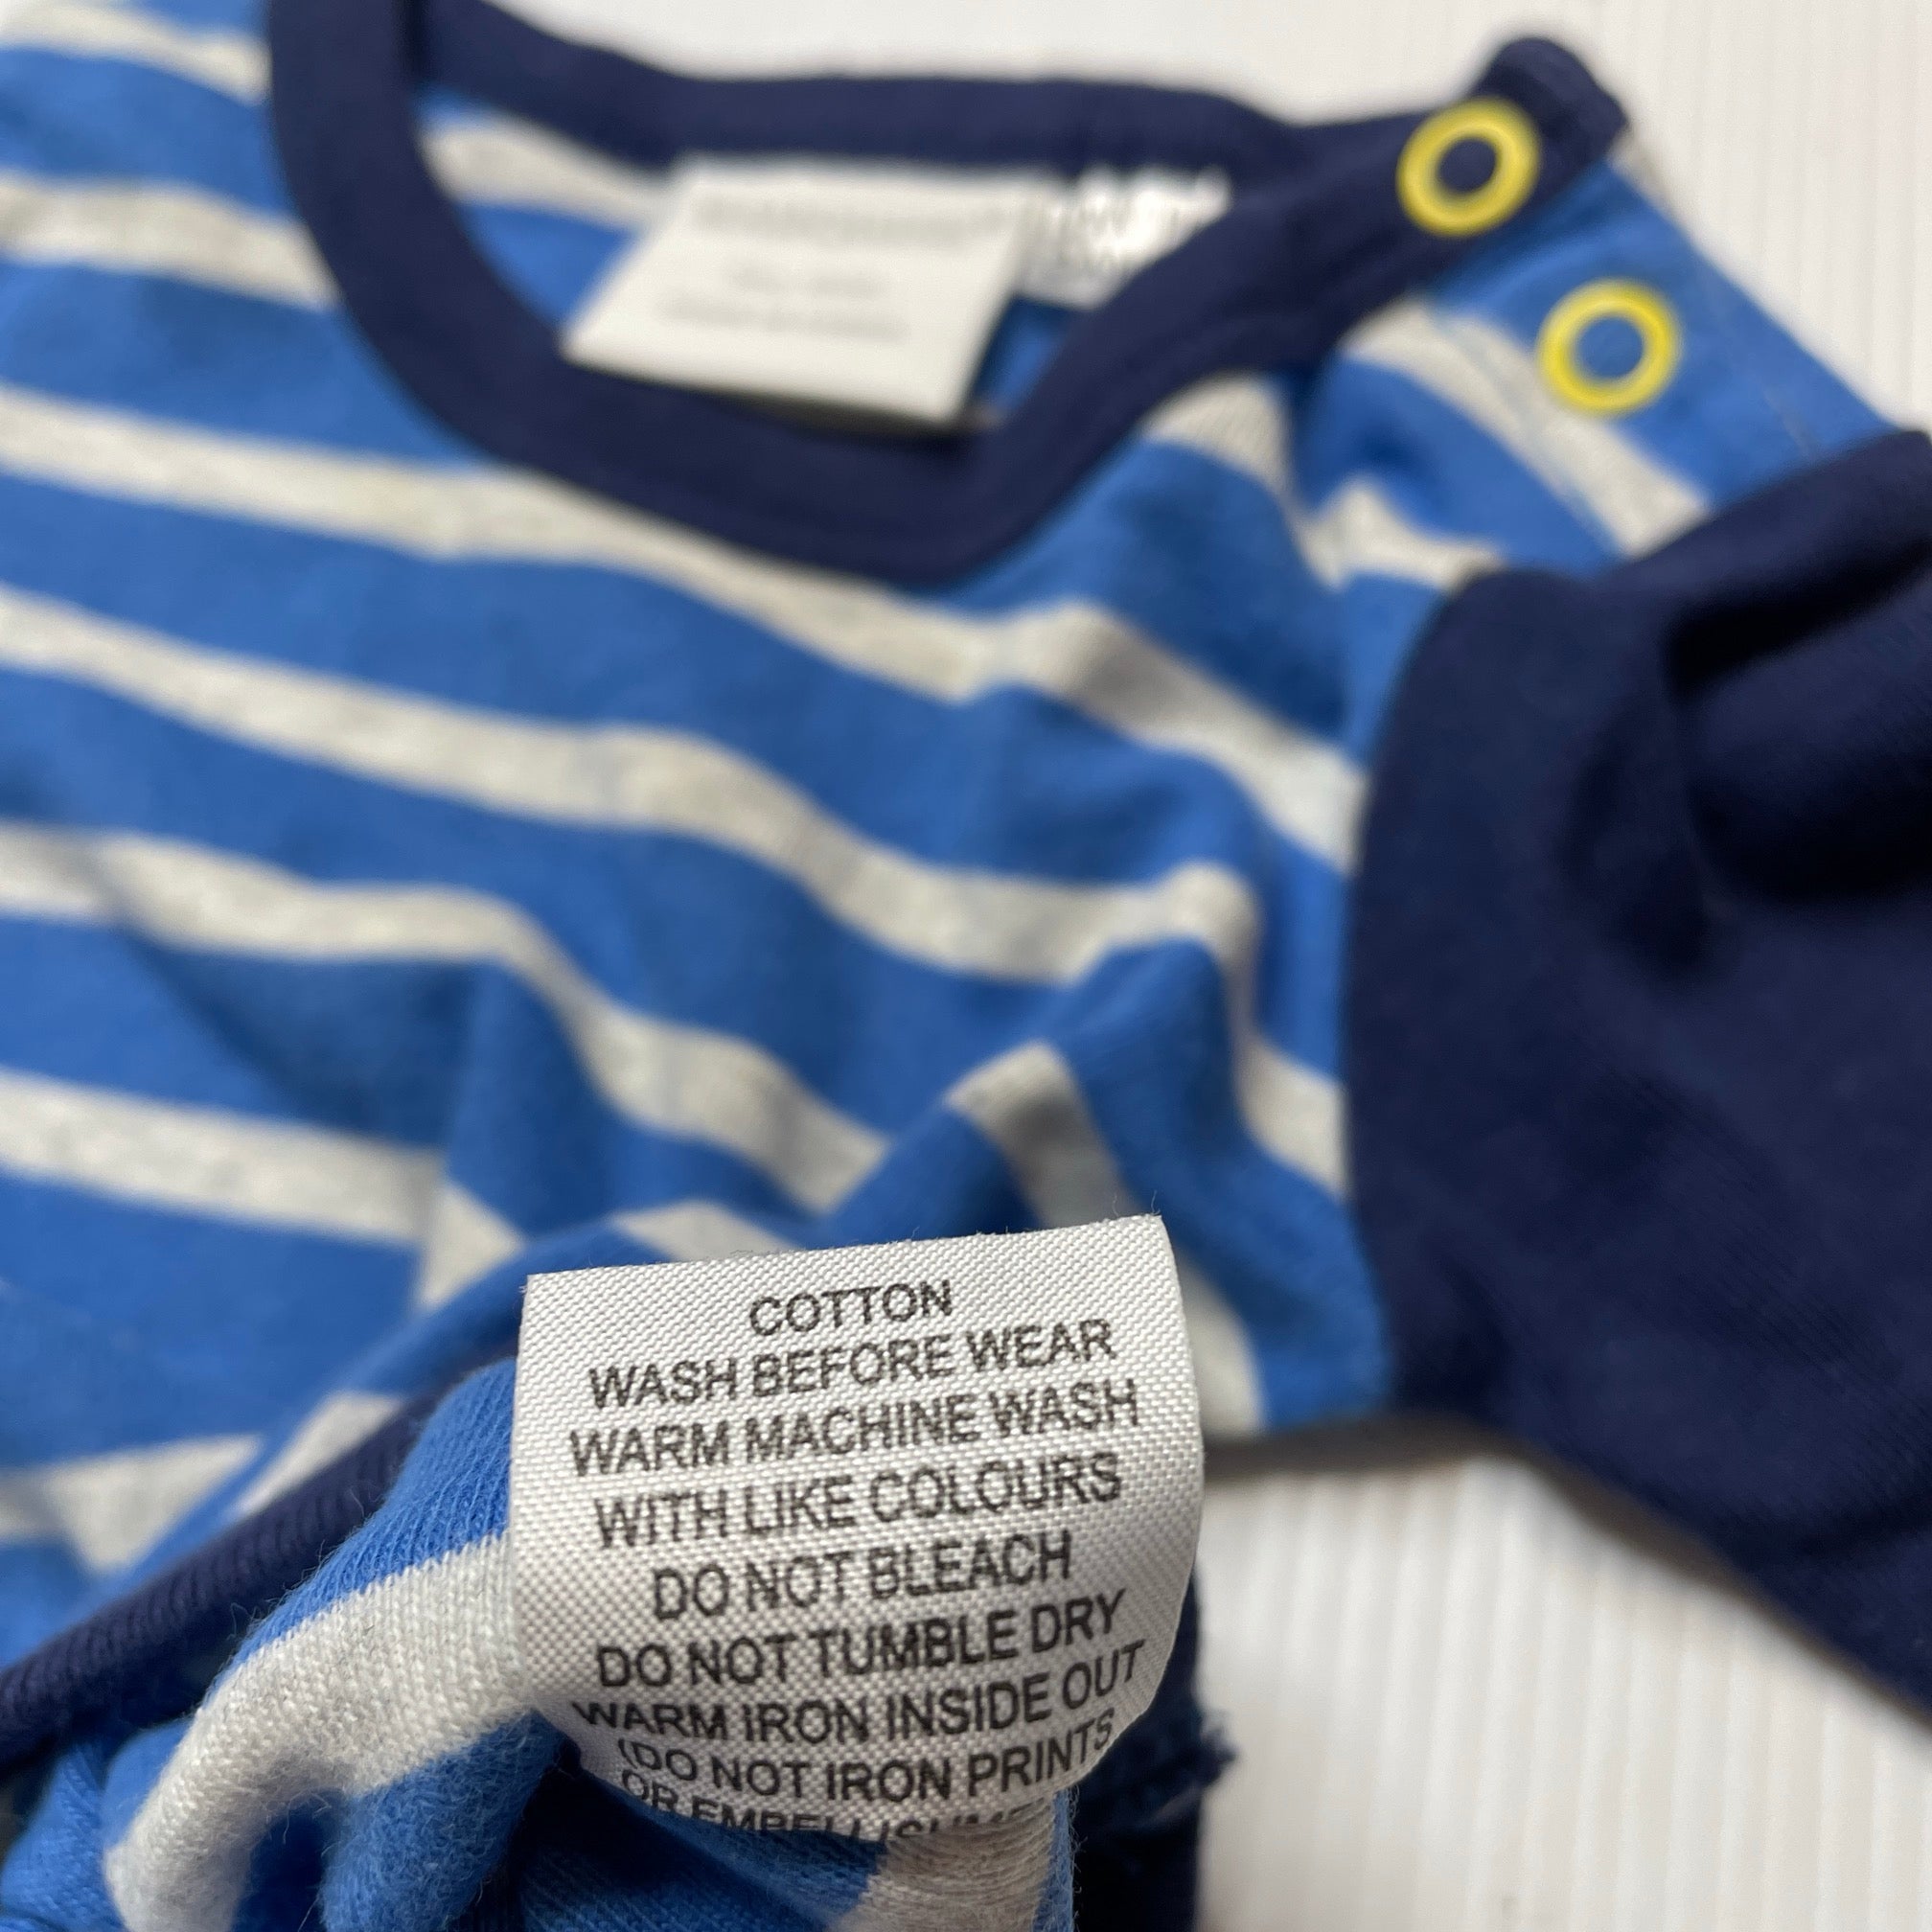 COTTON
WASH BEFORE WEAR
WARM MACHINE WASH
WITH LIKE COLOURS
DO NOT BLEACH
DO NOT TUMBLE DRY
WARM IRON INSIDE OUT
(DO NOT IRON PRINTS
OR